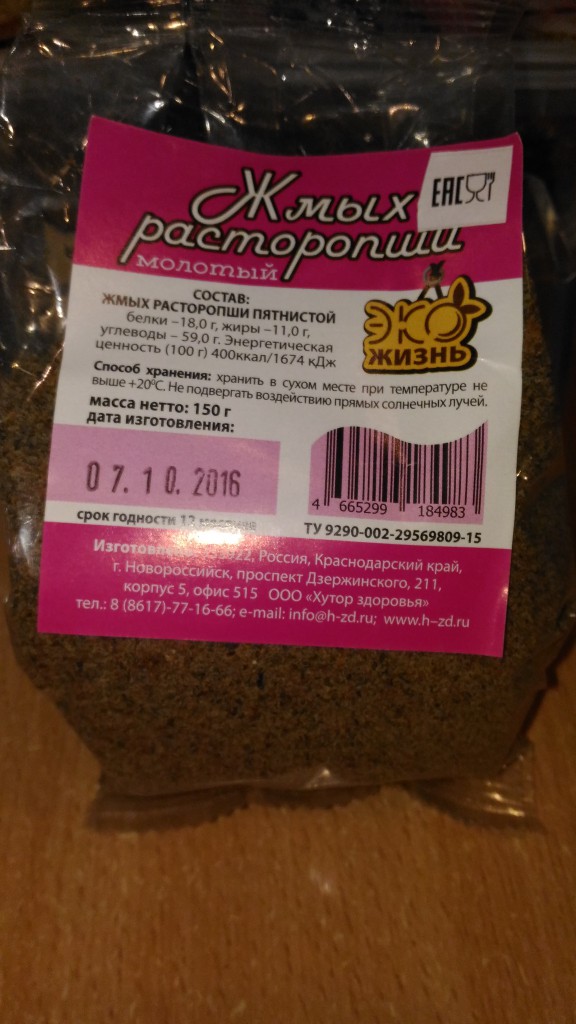 Жмых
расторопши
молотый
EAC
ЭКО
ЖИЗНЬ
СОСТАВ:
ЖМЫХ РАСТОРОПШИ ПЯТНИСТОЙ
белки –18,0 г, жиры –11,0 г,
углеводы – 59,0 г. Энергетическая
ценность (100 г) 400ккал/1674 кДж
Способ хранения: хранить в сухом месте при температуре не
выше +20°С. Не подвергать воздействию прямых солнечных лучей.
масса нетто: 150 г
дата изготовления:
07.10.2016
срок годности 12
4 665299 184983
ТУ 9290-002-29569809-15
Россия, Краснодарский край,
г. Новороссийск, проспект Дзержинского, 211,
корпус 5, офис 515 ООО «Хутор здоровья»
тел.: 8 (8617)-77-16-66; e-mail: info@h-zd.ru; www.h–zd.ru